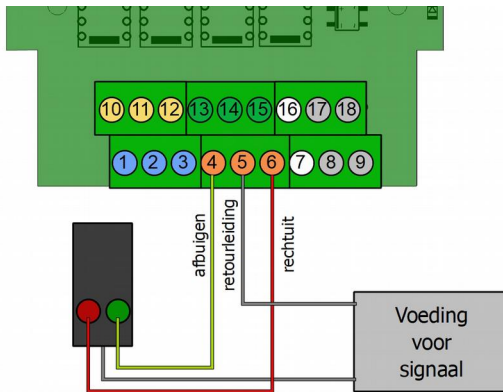 10 11 12 13 14 15 16 17 18
1 2 3 4 5 6 7 8 9
afbuigen
retourleiding
rechtuit
Voeding
voor
signaal